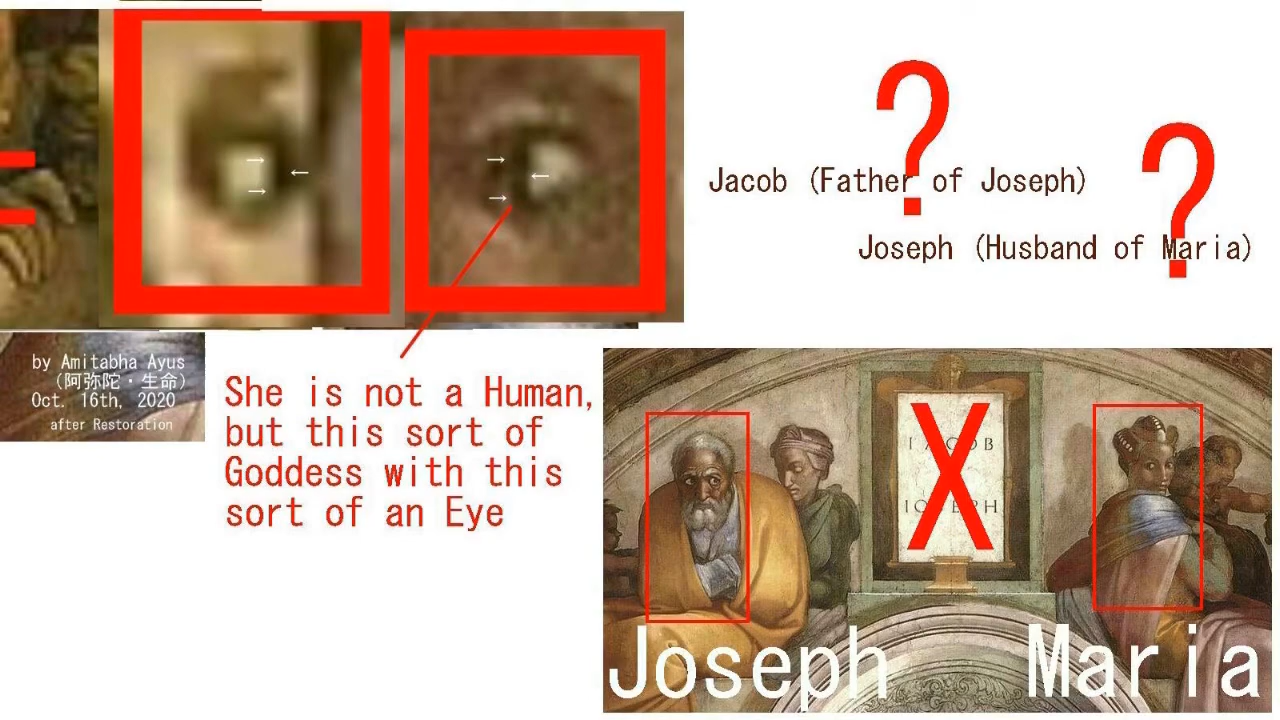 →
←
→
→
←
→
?
?
Jacob (Father of Joseph)
Joseph (Husband of Maria)
by Amitabha Ayus
(阿弥陀・生命)
Oct. 16th, 2020
after Restoration
She is not a Human,
but this sort of
Goddess with this
sort of an Eye
X
IACOB
IOSEPH
Joseph Maria